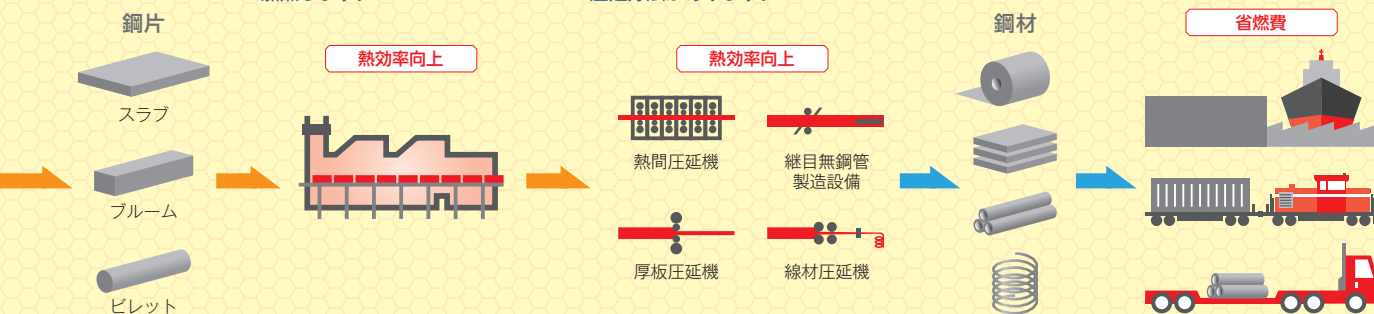 鋼片
スラブ
ブルーム
ビレット
熱効率向上
熱効率向上
熱間圧延機
継目無鋼管
製造設備
厚板圧延機
線材圧延機
鋼材
省燃費